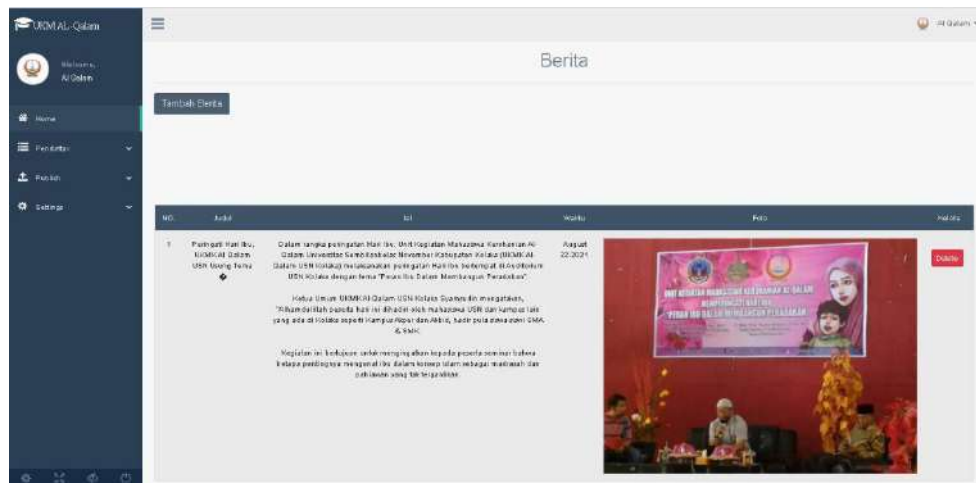 UKM AL-Qalam
Al Qalam
Welcome,
Al Qalam
Berita
Tambah Berita
Home
Pendaftar
Publish
Settings
NO.
Judul
Isi
Waktu
Foto
1
Peringati Hari Ibu,
UKMK Al Qalam
USN Usung Tema
�
Dalam rangka peringatan Hari Ibu, Unit Kegiatan Mahasiswa Kerohanian Al-
Qalam Universitas Sembilanbelas November Kabupaten Kolaka (UKMK Al-
Qalam USN Kolaka) melaksanakan peringatan Hari Ibu bertempat di Auditorium
USN Kolaka dengan tema "Peran Ibu Dalam Membangun Peradaban".
Ketua Umum UKMK Al Qalam USN Kolaka Syamsudin mengatakan,
"Alhamdulillah peserta hari ini dihadiri oleh mahasiswa USN dan kampus lain
yang ada di Kolaka seperti Kampus Akper dan Akbid, hadir pula siswa siswi SMA
& SMK.
Kegiatan ini bertujuan untuk mengingatkan kepada peserta seminar bahwa
betapa pentingnya mengenal ibu dalam konsep Islam sebagai madrasah dan
pahlawan yang tak tergantikan.
August
22,2021
Delete
UNIT KEGIATAN MAHASISWA KEROHANIAN AL-QALAM
MEMPERINGATI HARI IBU
"PERAN IBU DALAM MEMBANGUN PERADABAN"